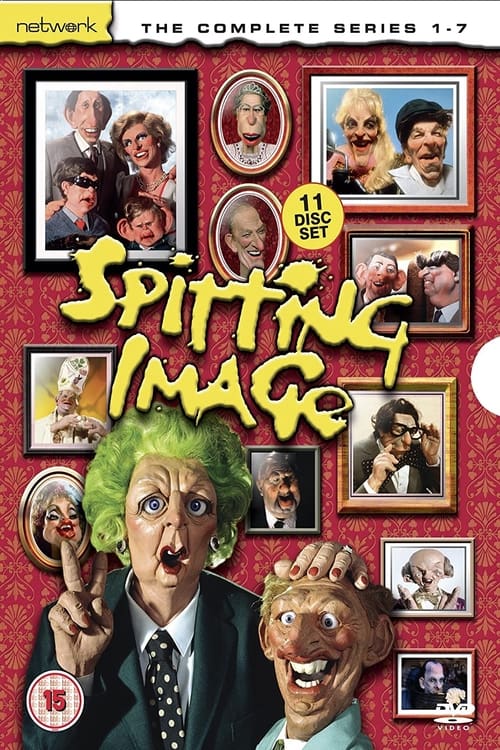 network
THE COMPLETE SERIES 1-7
11
DISC
SET
SPITTING
IMAGE
15
DVD
VIDEO